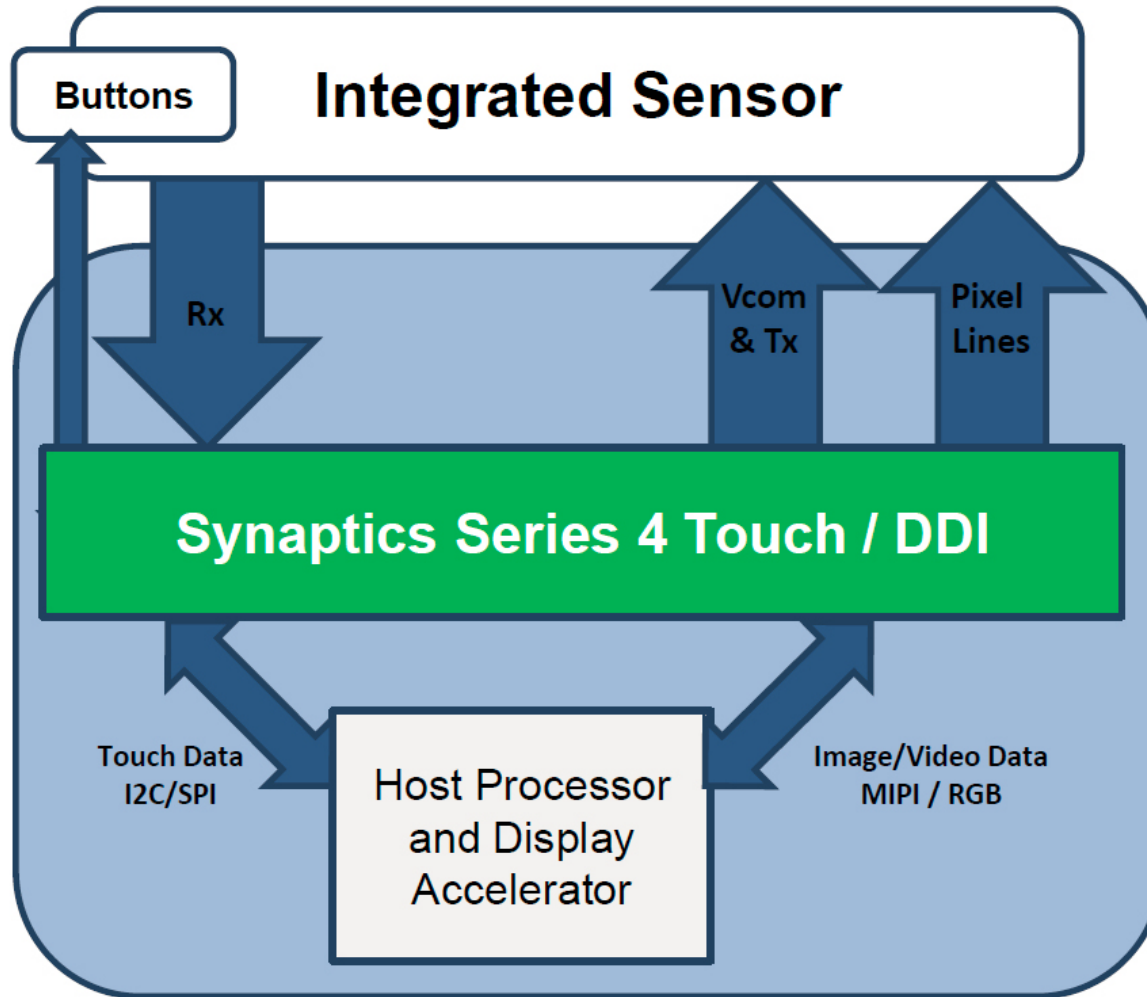 Buttons
Integrated Sensor
Rx
Vcom
& Tx
Pixel
Lines
Synaptics Series 4 Touch / DDI
Touch Data
I2C/SPI
Host Processor
and Display
Accelerator
Image/Video Data
MIPI / RGB